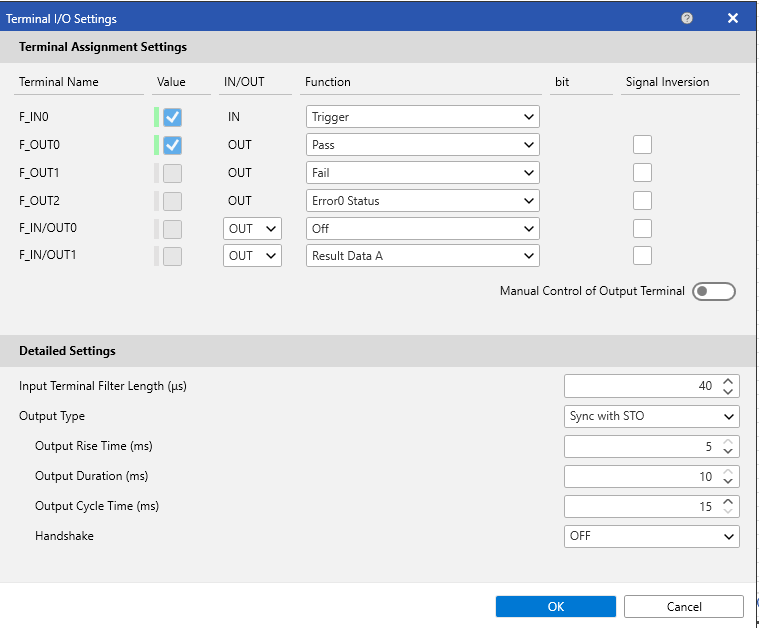 Terminal I/O Settings
Terminal Assignment Settings
Terminal Name Value IN/OUT Function bit Signal Inversion
F_IN0 IN Trigger
F_OUT0 OUT Pass
F_OUT1 OUT Fail
F_OUT2 OUT Error0 Status
F_IN/OUT0 OUT Off
F_IN/OUT1 OUT Result Data A
Manual Control of Output Terminal
Detailed Settings
Input Terminal Filter Length (μs) 40
Output Type Sync with STO
Output Rise Time (ms) 5
Output Duration (ms) 10
Output Cycle Time (ms) 15
Handshake OFF
OK Cancel